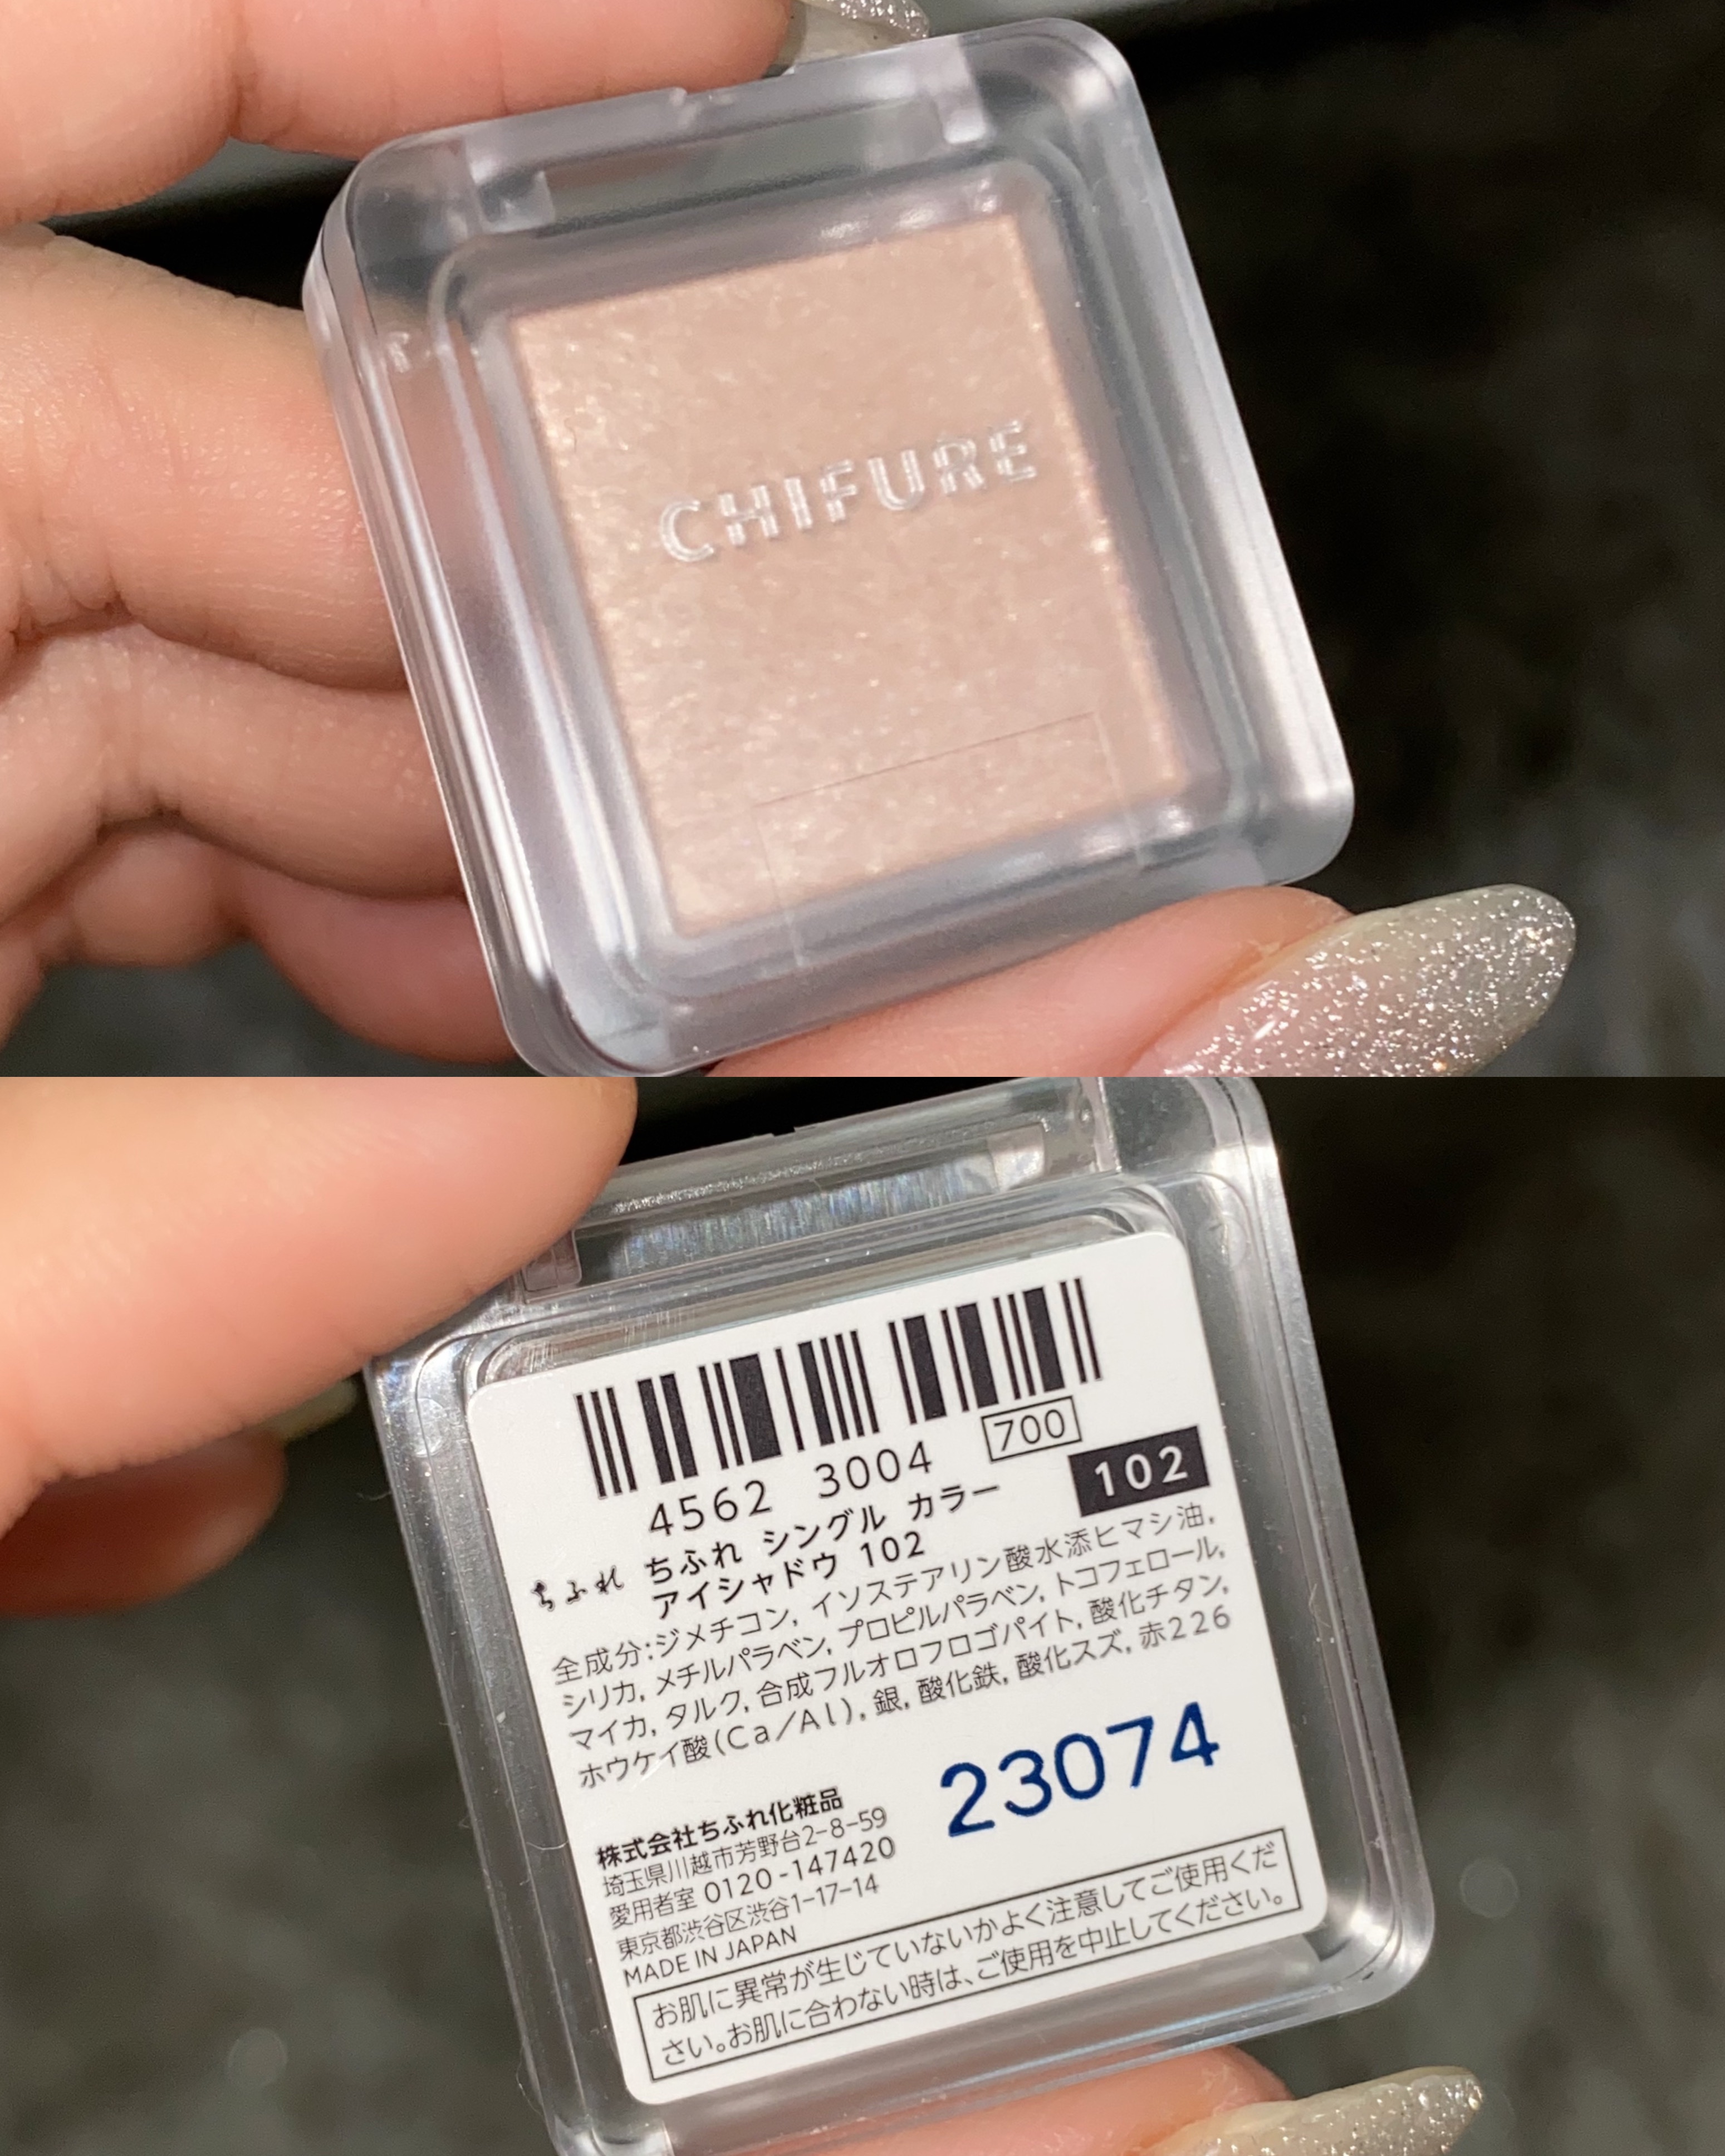 CHIFURE
4562 3004
700
102
ちふれ
ちふれ シングル カラー
アイシャドウ 102
全成分:ジメチコン, イソステアリン酸水添ヒマシ油,
シリカ, メチルパラベン, プロピルパラベン, トコフェロール,
マイカ, タルク, 合成フルオロフロゴパイト, 酸化チタン,
ホウケイ酸(Ca/Al), 銀, 酸化鉄, 酸化スズ, 赤226
23074
株式会社ちふれ化粧品
埼玉県川越市芳野台2-8-59
愛用者室 0120-147420
東京都渋谷区渋谷1-17-14
MADE IN JAPAN
お肌に異常が生じていないかよく注意してご使用くだ
さい。お肌に合わない時は、ご使用を中止してください。